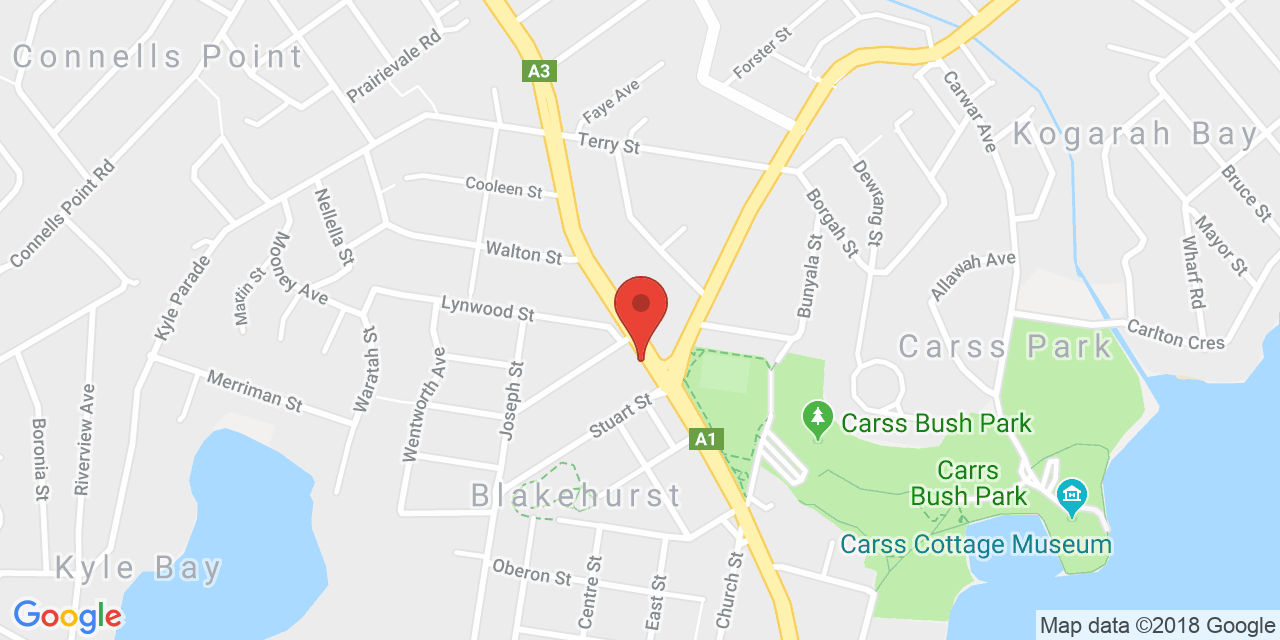 Connells Point
Prairievale Rd
A3
Forster St
Faye Ave
Carwar Ave
Kogarah Bay
Terry St
Connells Point Rd
Cooleen St
Dewrang St
Bruce St
Nellella St
Borgah St
Mayor St
Walton St
Mooney Ave
Bunyala St
Allawah Ave
Wharf Rd
Martin St
Kyle Parade
Lynwood St
Carlton Cres
Carss Park
Waratah St
Merriman St
Wentworth Ave
Joseph St
Stuart St
Carss Bush Park
A1
Riverview Ave
Boronia St
Blakehurst
Carrs
Bush Park
Carss Cottage Museum
Kyle Bay
Oberon St
Centre St
East St
Church St
Google
Map data ©2018 Google